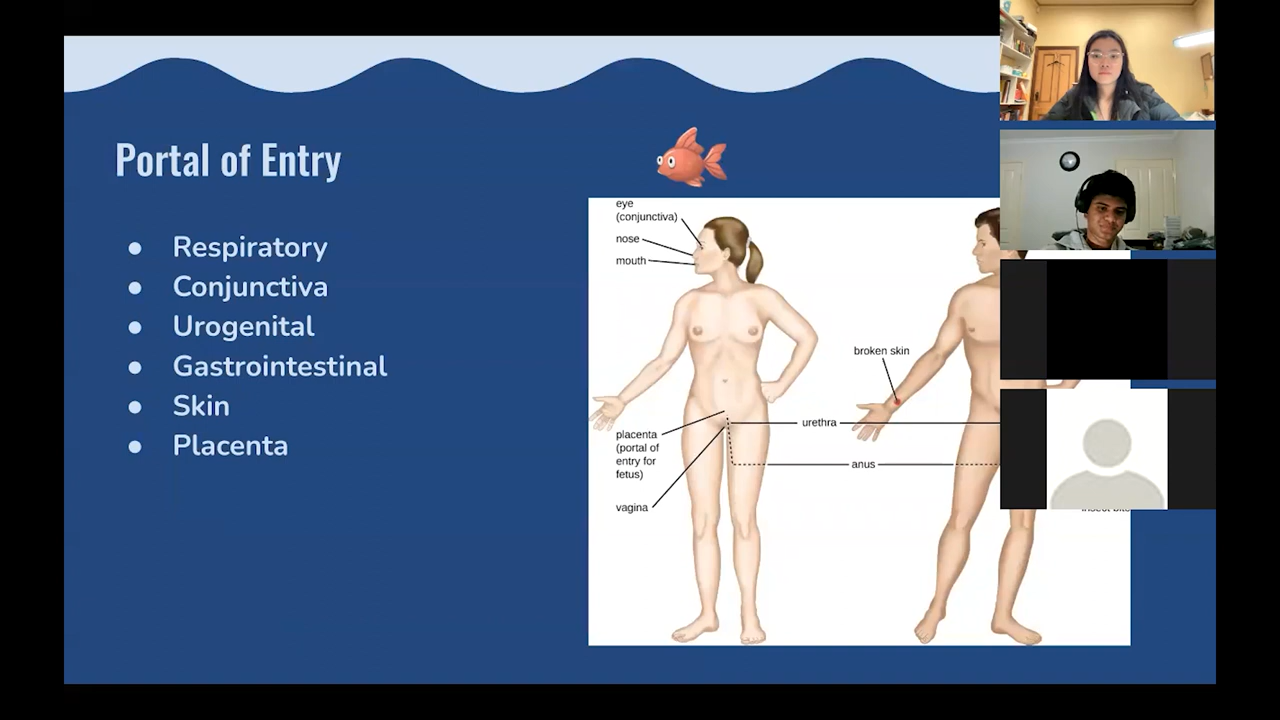 Portal of Entry
● Respiratory
● Conjunctiva
● Urogenital
● Gastrointestinal
● Skin
● Placenta
eye
(conjunctiva)
nose
mouth
broken skin
urethra
placenta
(portal of
entry for
fetus)
anus
vagina